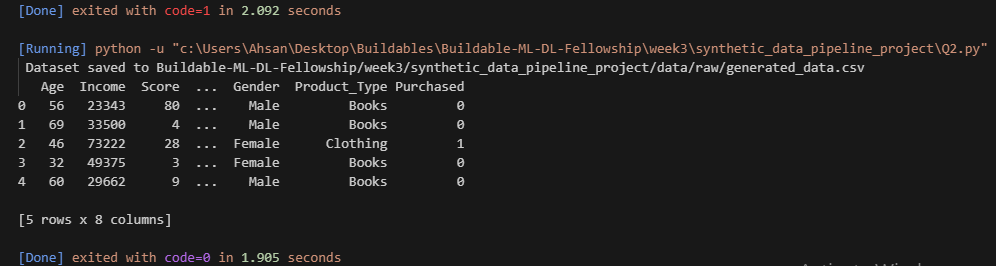 [Done] exited with code=1 in 2.092 seconds
[Running] python -u "c:\Users\Ahsan\Desktop\Buildables\Buildable-ML-DL-Fellowship\week3\synthetic_data_pipeline_project\Q2.py"
Dataset saved to Buildable-ML-DL-Fellowship/week3/synthetic_data_pipeline_project/data/raw/generated_data.csv
Age Income Score ... Gender Product_Type Purchased
0 56 23343 80 ... Male Books 0
1 69 33500 4 ... Male Books 0
2 46 73222 28 ... Female Clothing 1
3 32 49375 3 ... Female Books 0
4 60 29662 9 ... Male Books 0
[5 rows x 8 columns]
[Done] exited with code=0 in 1.905 seconds